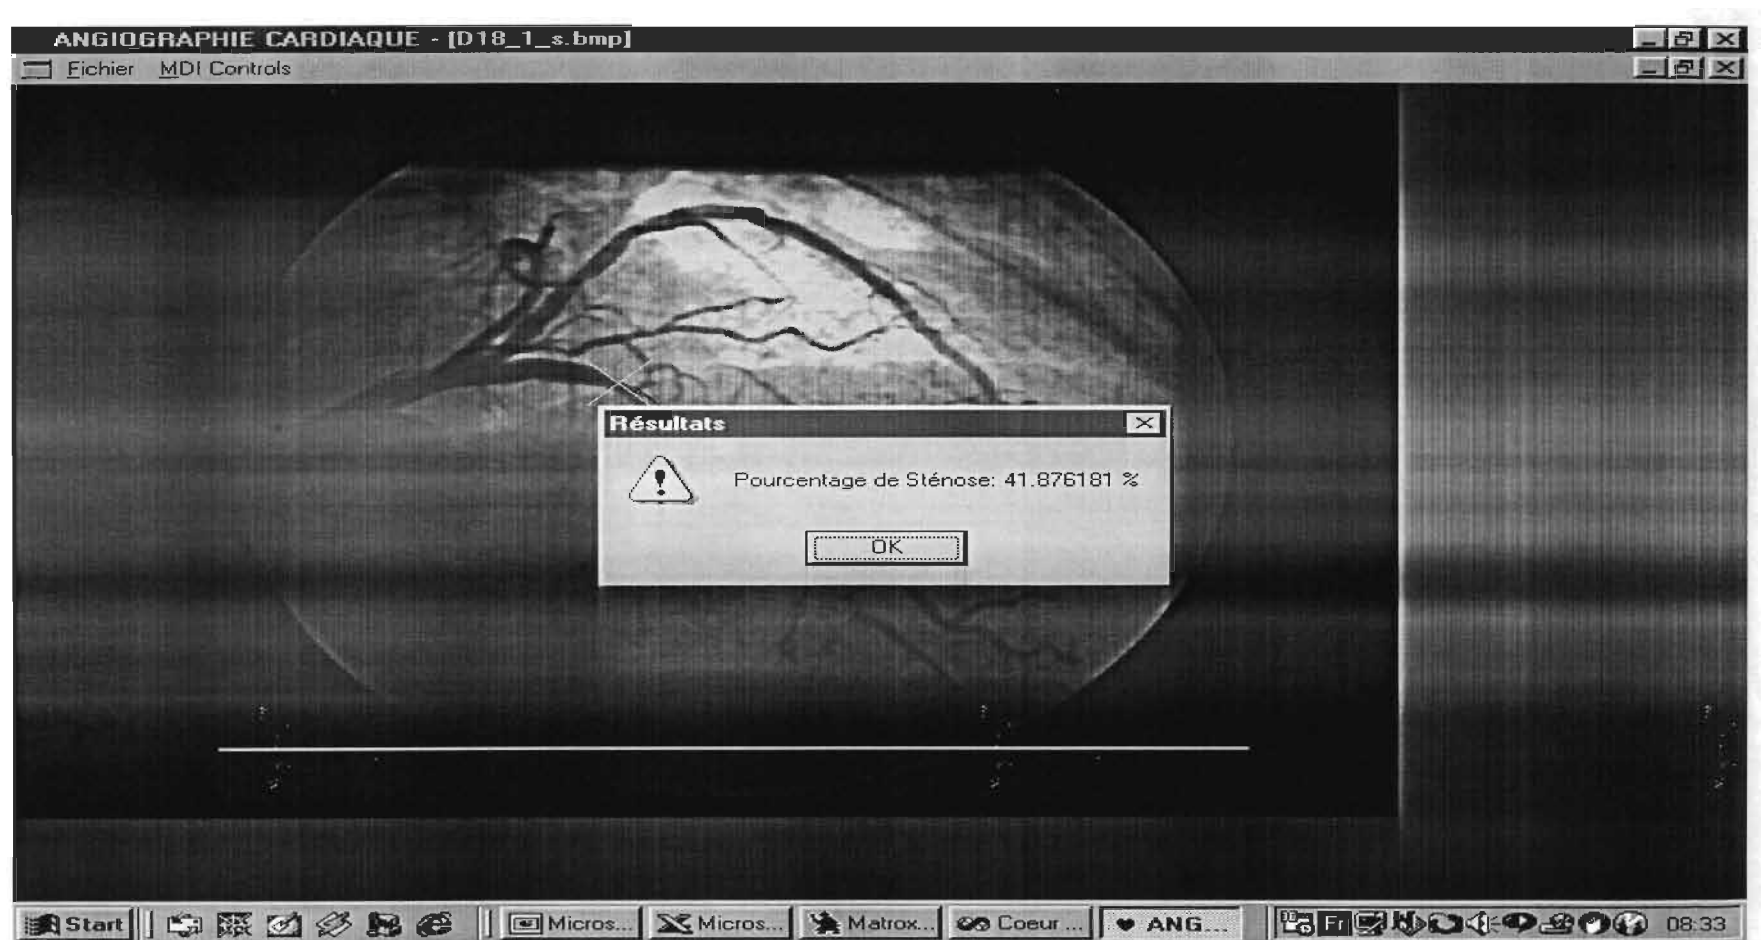 ANGIOGRAPHIE CARDIAQUE - [D18_1_s.bmp]
Fichier MDI Controls
Résultats
Pourcentage de Sténose: 41.876181 %
OK
Start Micros... Micros... Matrox... Coeur ... ANG... Fr 08:33